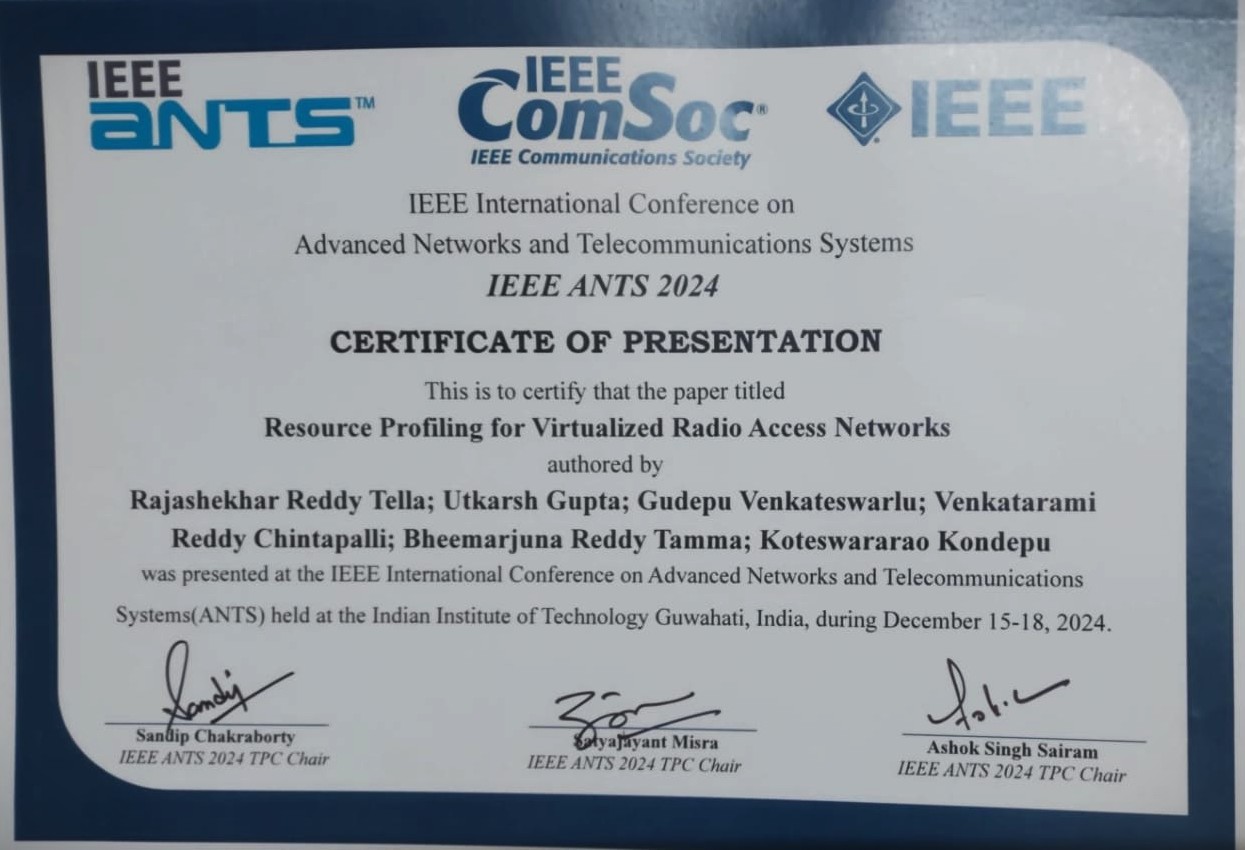 IEEE
ANTS™
IEEE
ComSoc®
IEEE Communications Society
IEEE
IEEE International Conference on
Advanced Networks and Telecommunications Systems
IEEE ANTS 2024
CERTIFICATE OF PRESENTATION
This is to certify that the paper titled
Resource Profiling for Virtualized Radio Access Networks
authored by
Rajashekhar Reddy Tella; Utkarsh Gupta; Gudepu Venkateswarlu; Venkatarami
Reddy Chintapalli; Bheemarjuna Reddy Tamma; Koteswararao Kondepu
was presented at the IEEE International Conference on Advanced Networks and Telecommunications
Systems(ANTS) held at the Indian Institute of Technology Guwahati, India, during December 15-18, 2024.
Sandip Chakraborty
IEEE ANTS 2024 TPC Chair
Satyajayant Misra
IEEE ANTS 2024 TPC Chair
Ashok Singh Sairam
IEEE ANTS 2024 TPC Chair